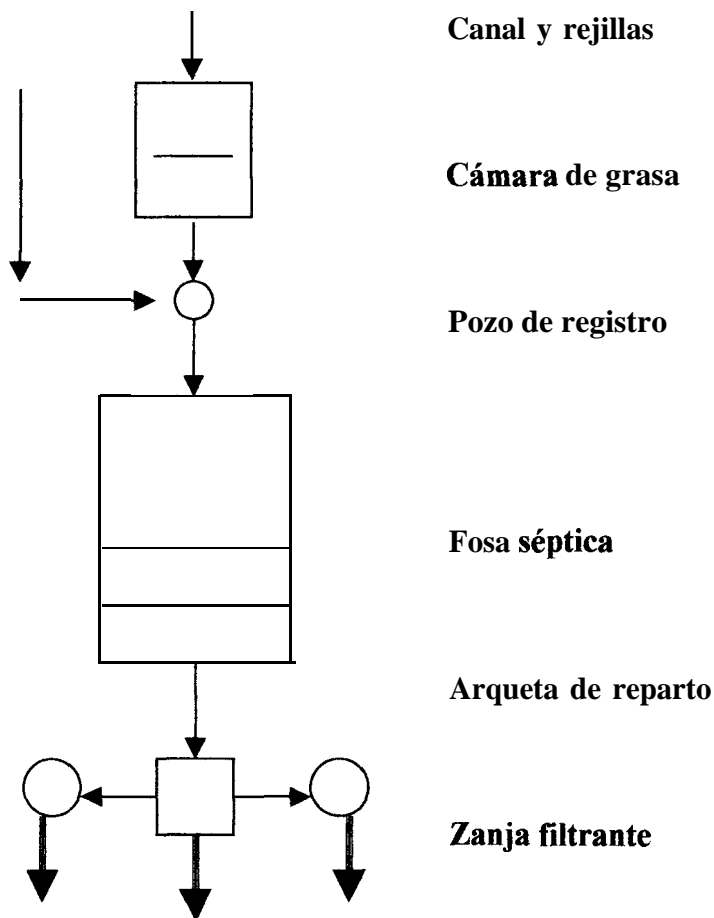 Canal y rejillas
Cámara de grasa
Pozo de registro
Fosa séptica
Arqueta de reparto
Zanja filtrante